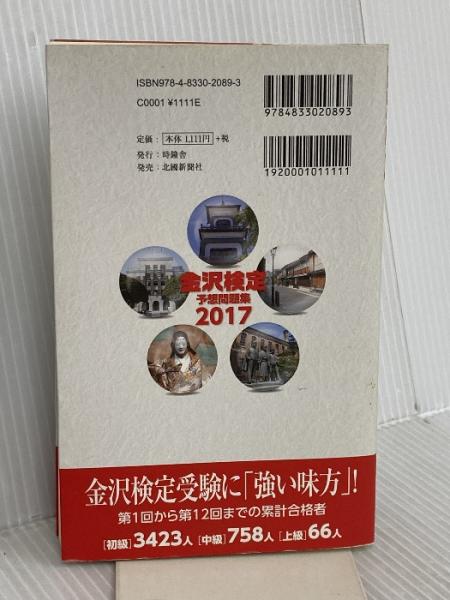 ISBN978-4-8330-2089-3
C0001 ¥1111E
定価： 本体 1,111円 +税
発行：時鐘舎
発売：北國新聞社
9784833020893
1920001011111
金沢検定
予想問題集
2017
金沢検定受験に「強い味方」!
第1回から第12回までの累計合格者
[初級]3423人 [中級]758人 [上級]66人